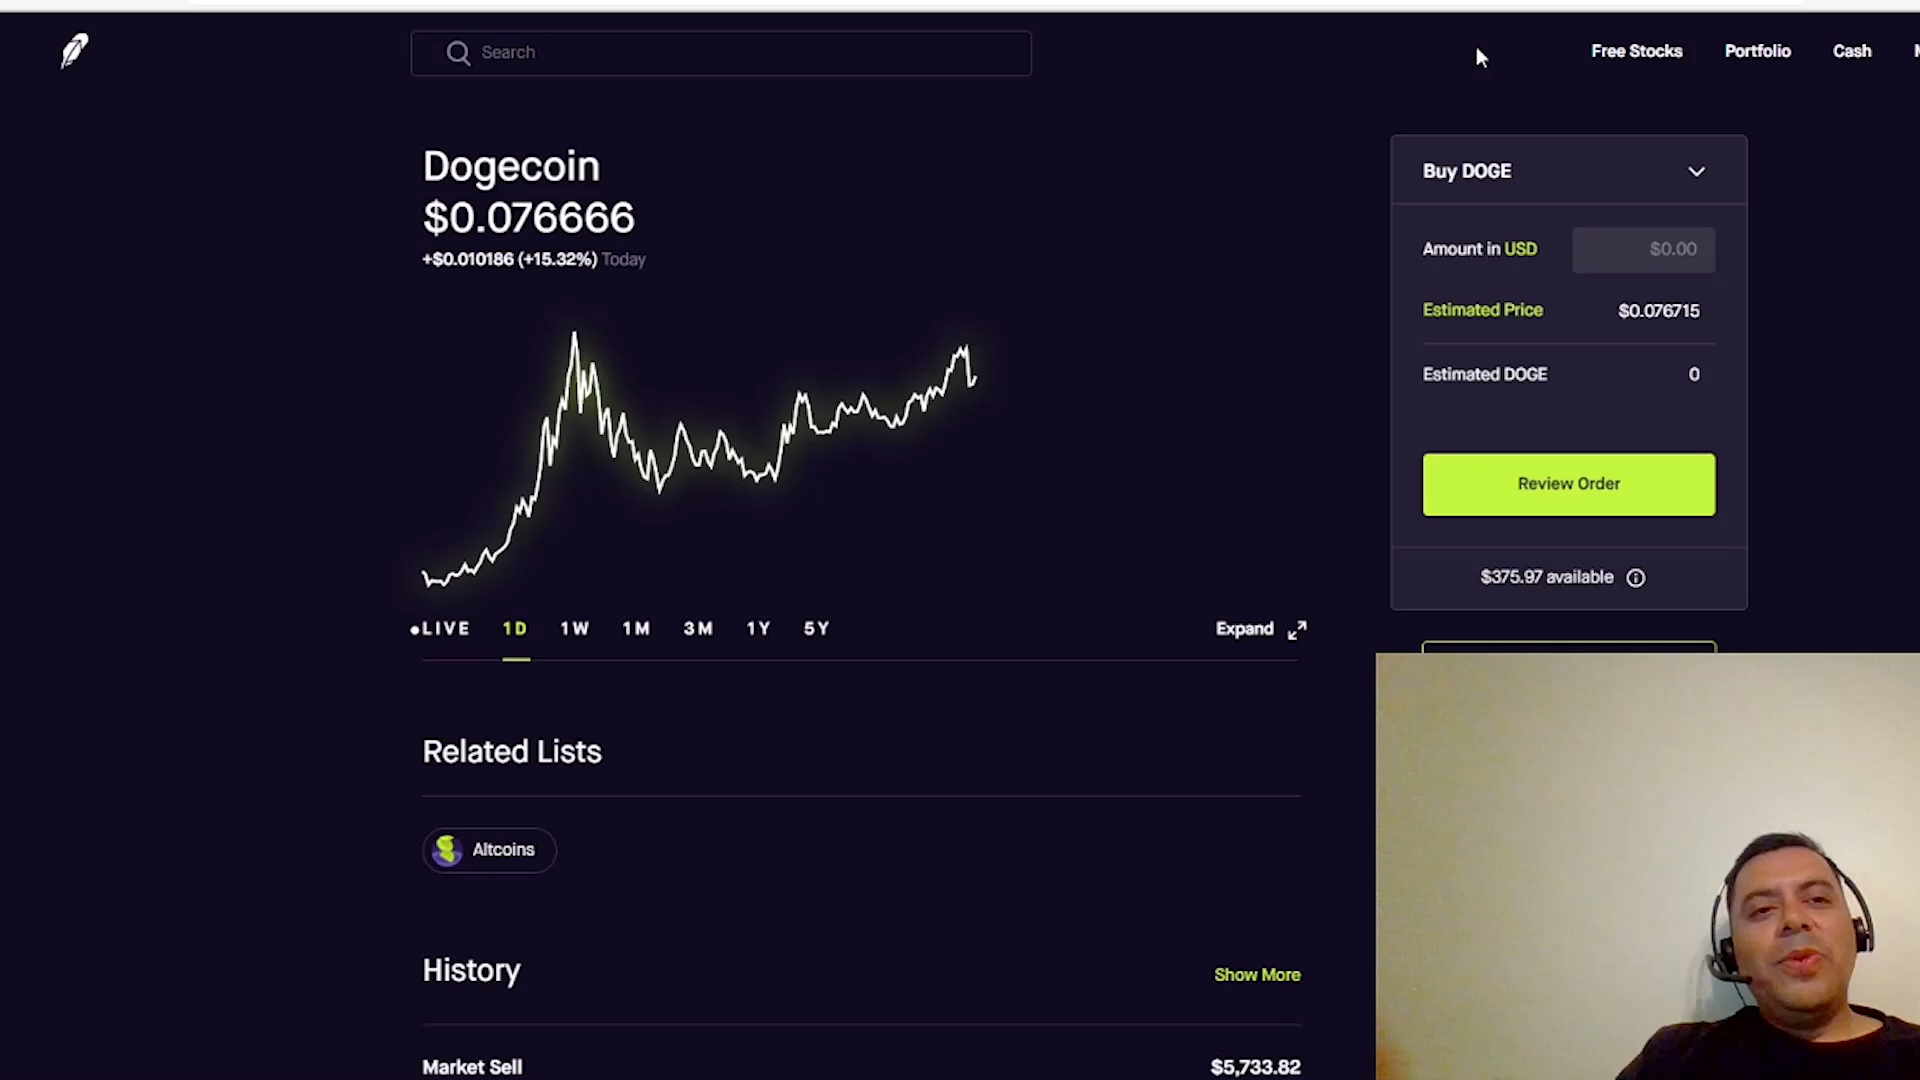 Search
Free Stocks
Portfolio
Cash
Dogecoin
$0.076666
+$0.010186 (+15.32%) Today
Buy DOGE
Amount in USD
$0.00
Estimated Price
$0.076715
Estimated DOGE
0
Review Order
$375.97 available
LIVE
1D
1W
1M
3M
1Y
5Y
Expand
Related Lists
Altcoins
History
Show More
Market Sell
$5,733.82